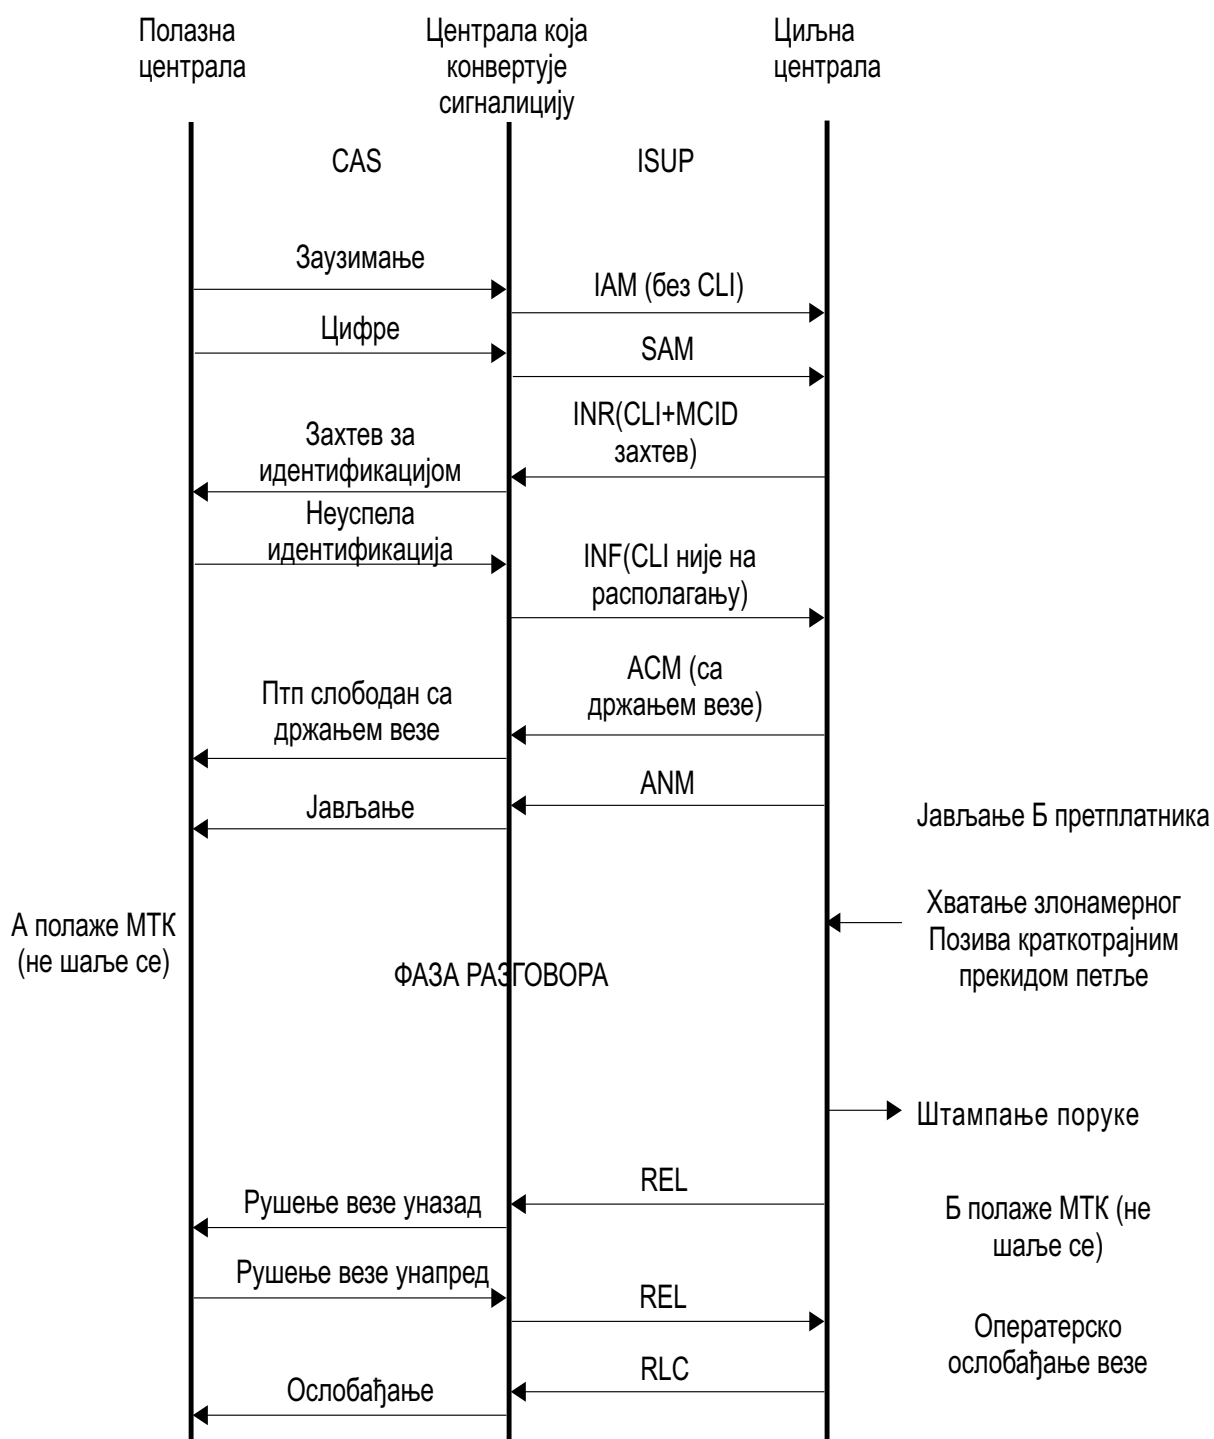 Полазна
централа
Централа која
конвертује
сигналицију
Циљна
централа
CAS
ISUP
Заузимање
IAM (без CLI)
Цифре
SAM
INR(CLI+MCID
захтев)
Захтев за
идентификацијом
Неуспела
идентификација
INF(CLI није на
располагању)
ACM (са
држањем везе)
Птп слободан са
држањем везе
ANM
Јављање
Јављање Б претплатника
А полаже МТК
(не шаље се)
Хватање злонамерног
Позива краткотрајним
прекидом петље
ФАЗА РАЗГОВОРА
Штампање поруке
REL
Рушење везе уназад
Б полаже МТК (не
шаље се)
Рушење везе унапред
REL
Оператерско
ослобађање везе
RLC
Ослобађање